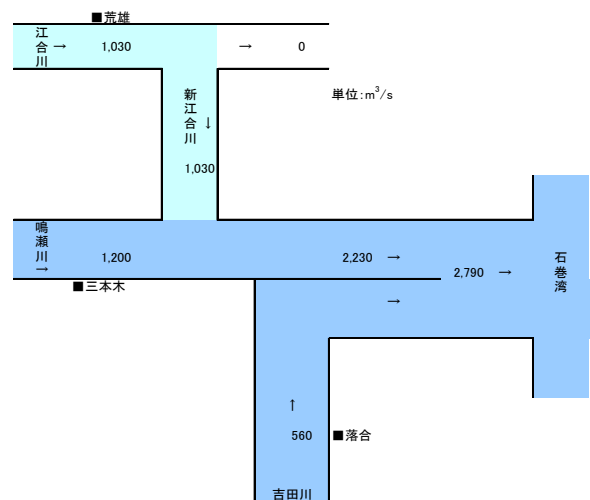 ■荒雄
江合川
→
1,030
→
0
単位:m³/s
新江合川
↓
1,030
鳴瀬川
→
1,200
2,230 →
2,790 →
石巻湾
■三本木
→
↑
560
■落合
吉田川